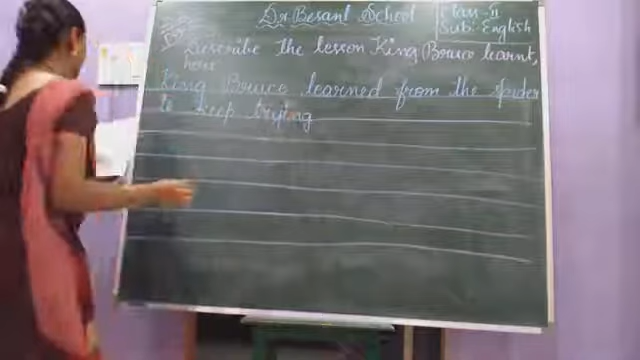 Dr Besant School
Class - II
Sub: English
Describe The lesson King Bruce learnt,
here
King Bruce learned from the spider
to keep trying